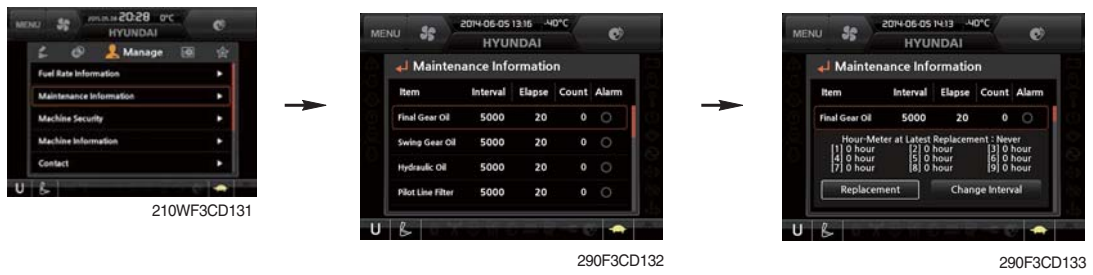 MENU 20:28 0°C
HYUNDAI
Manage
Fuel Rate Information
Maintenance Information
Machine Security
Machine Information
Contact
U
210WF3CD131
MENU 2014-06-05 13:16 -40°C
HYUNDAI
Maintenance Information
Item Interval Elapse Count Alarm
Final Gear Oil 5000 20 0
Swing Gear Oil 5000 20 0
Hydraulic Oil 5000 20 0
Pilot Line Filter 5000 20 0
U
290F3CD132
MENU 2014-06-05 14:13 -40°C
HYUNDAI
Maintenance Information
Item Interval Elapse Count Alarm
Final Gear Oil 5000 20 0
Hour-Meter at Latest Replacement : Never
[1] 0 hour [2] 0 hour [3] 0 hour
[4] 0 hour [5] 0 hour [6] 0 hour
[7] 0 hour [8] 0 hour [9] 0 hour
Replacement Change Interval
U
290F3CD133